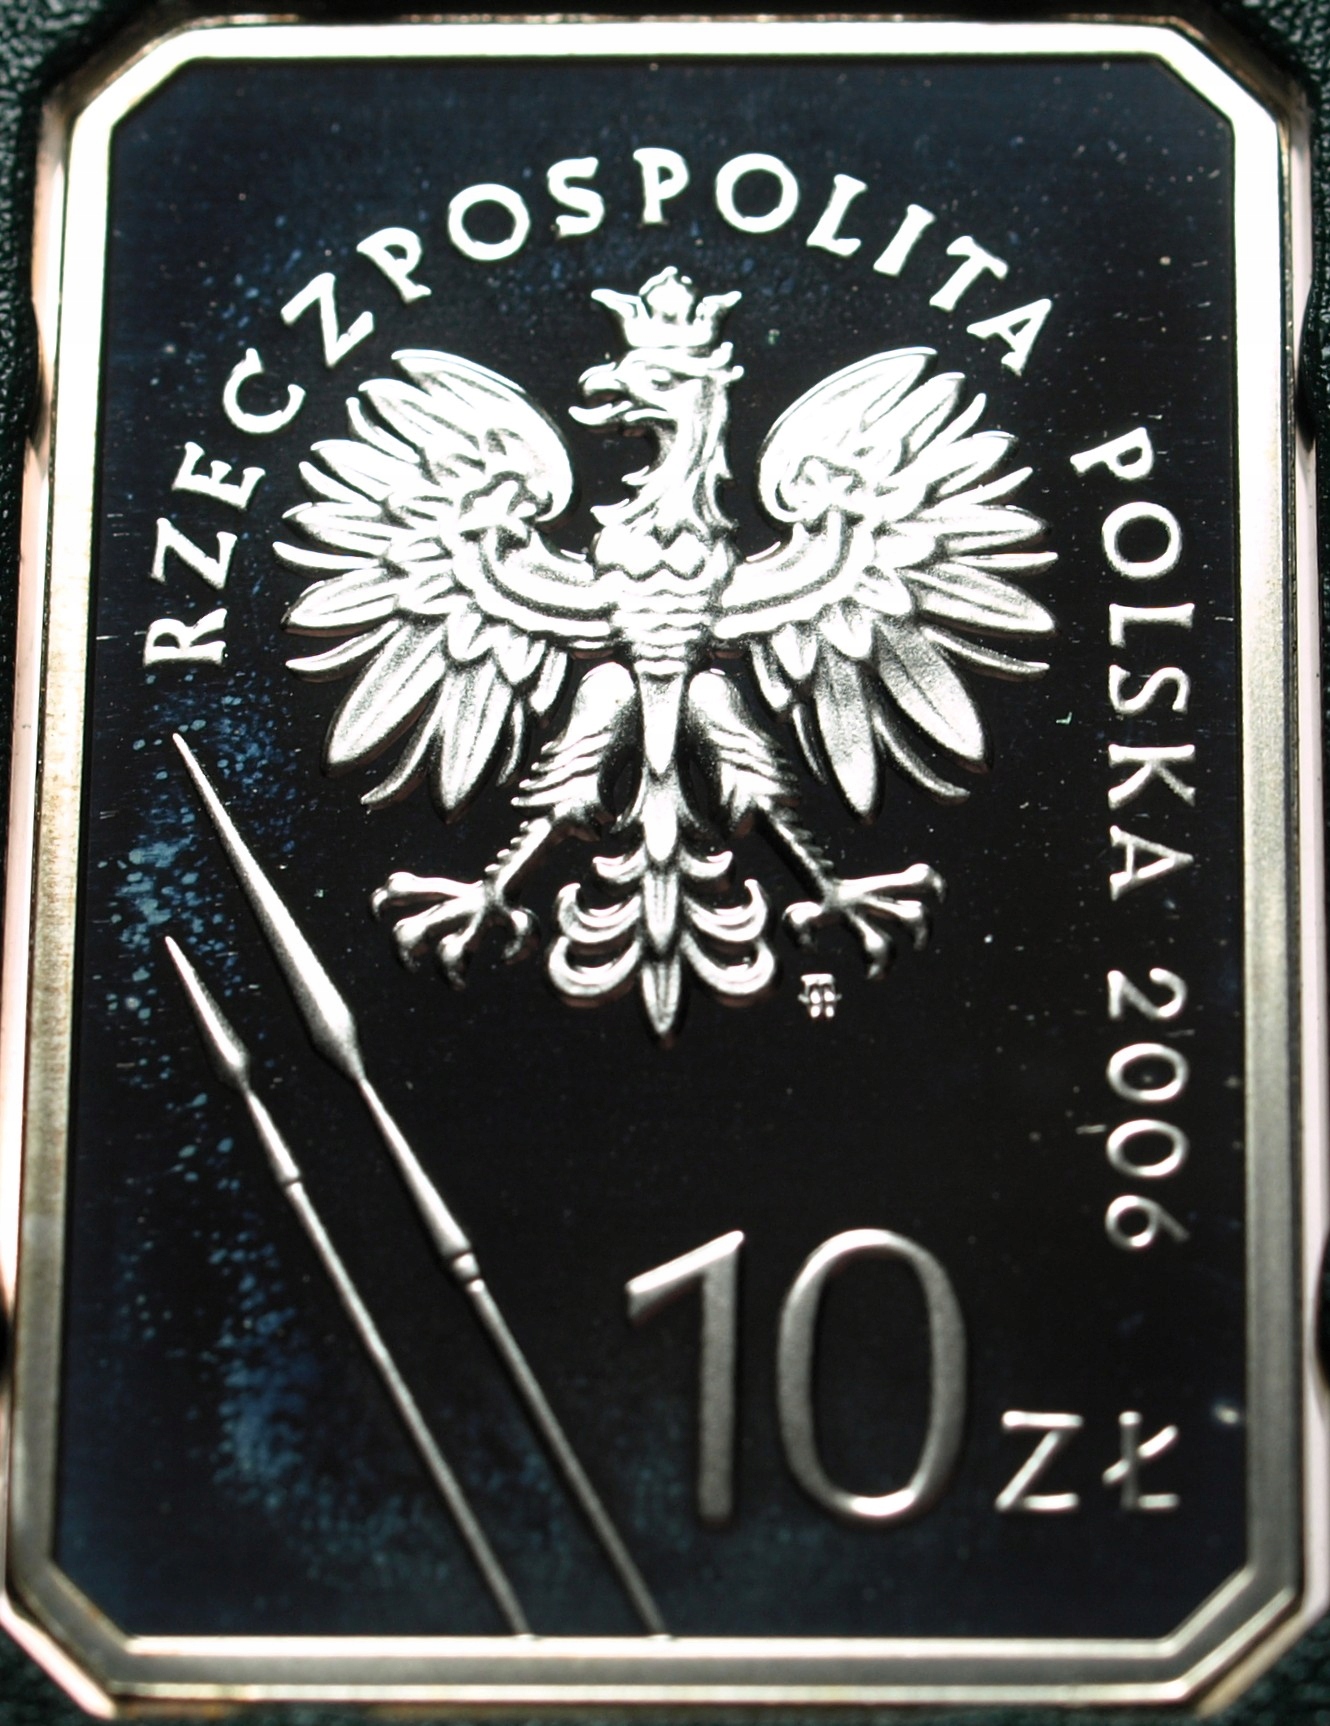 RZECZPOSPOLITA POLSKA 2006
10 ZŁ